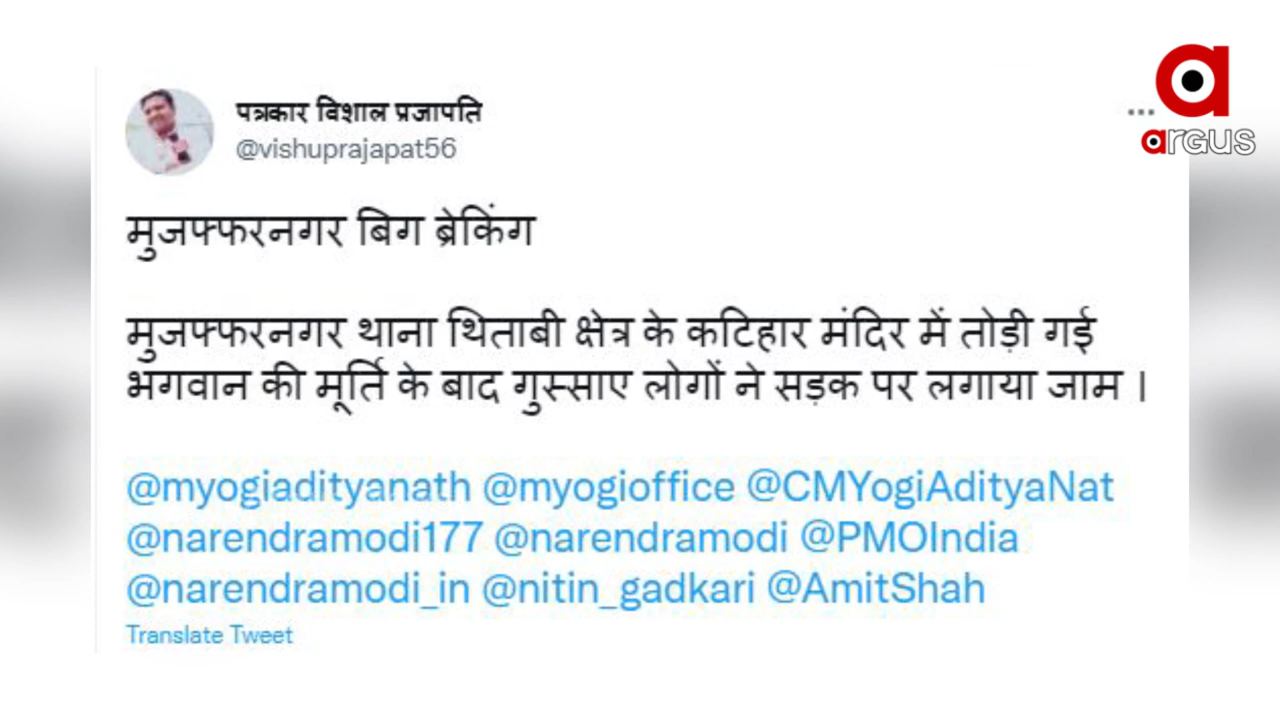 पत्रकार विशाल प्रजापति
@vishuprajapat56
...
argus
मुजफ्फरनगर बिग ब्रेकिंग
मुजफ्फरनगर थाना थिताबी क्षेत्र के कटिहार मंदिर में तोड़ी गई
भगवान की मूर्ति के बाद गुस्साए लोगों ने सड़क पर लगाया जाम ।
@myogiadityanath @myogioffice @CMYogiAdityaNat
@narendramodi177 @narendramodi @PMOIndia
@narendramodi_in @nitin_gadkari @AmitShah
Translate Tweet